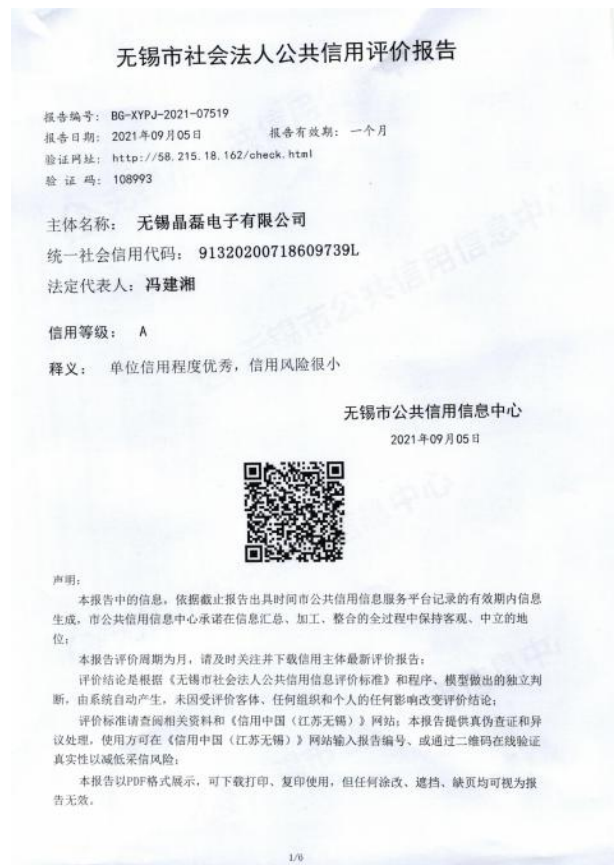 无锡市社会法人公共信用评价报告
报告编号： BG-XYPJ-2021-07519
报告日期： 2021年09月05日 报告有效期： 一个月
验证网址： http://58.215.18.162/check.html
验 证 码： 108993
主体名称： 无锡晶磊电子有限公司
统一社会信用代码： 91320200718609739L
法定代表人：冯建湘
信用等级： A
释义： 单位信用程度优秀，信用风险很小
无锡市公共信用信息中心
2021年09月05日
声明：
本报告中的信息，依据截止报告出具时间市公共信用信息服务平台记录的有效期内信息
生成，市公共信用信息中心承诺在信息汇总、加工、整合的全过程中保持客观、中立的地
位；
本报告评价周期为月，请及时关注并下载信用主体最新评价报告；
评价结论是根据《无锡市社会法人公共信用信息评价标准》和程序、模型做出的独立判
断，由系统自动产生，未因受评价客体、任何组织和个人的任何影响改变评价结论；
评价标准请查阅相关资料和《信用中国（江苏无锡）》网站；本报告提供真伪查证和异
议处理，使用方可在《信用中国（江苏无锡）》网站输入报告编号、或通过二维码在线验证
真实性以减低采信风险；
本报告以PDF格式展示，可下载打印、复印使用，但任何涂改、遮挡、缺页均可视为报
告无效。
1/6